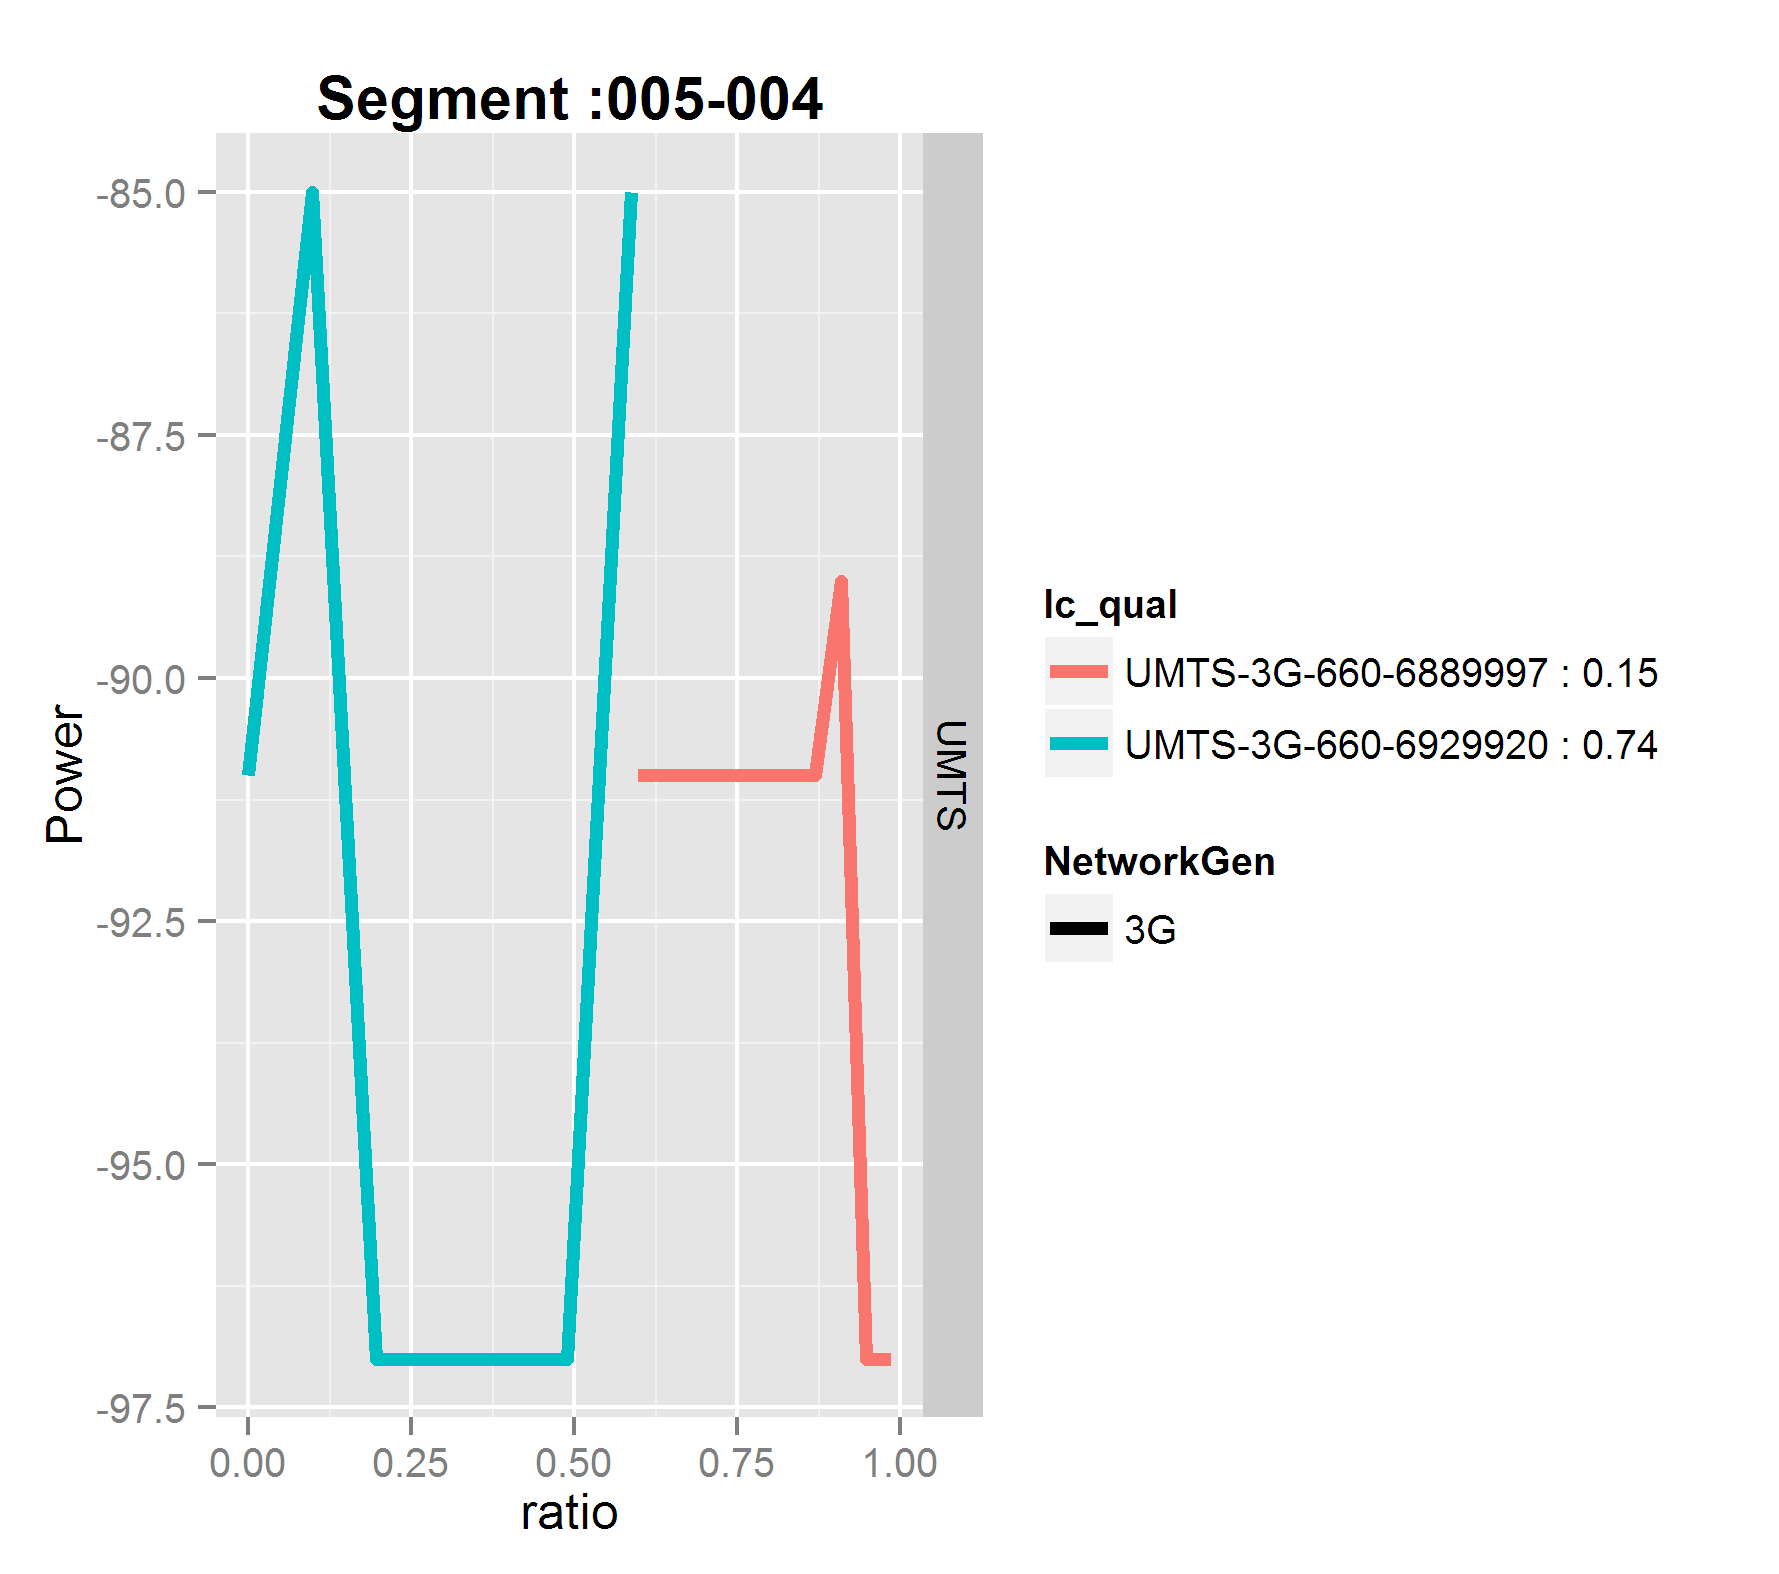 Segment :005-004
-85.0
-87.5
-90.0
-92.5
-95.0
-97.5
Power
0.00 0.25 0.50 0.75 1.00
ratio
UMTS
lc_qual
UMTS-3G-660-6889997 : 0.15
UMTS-3G-660-6929920 : 0.74
NetworkGen
3G